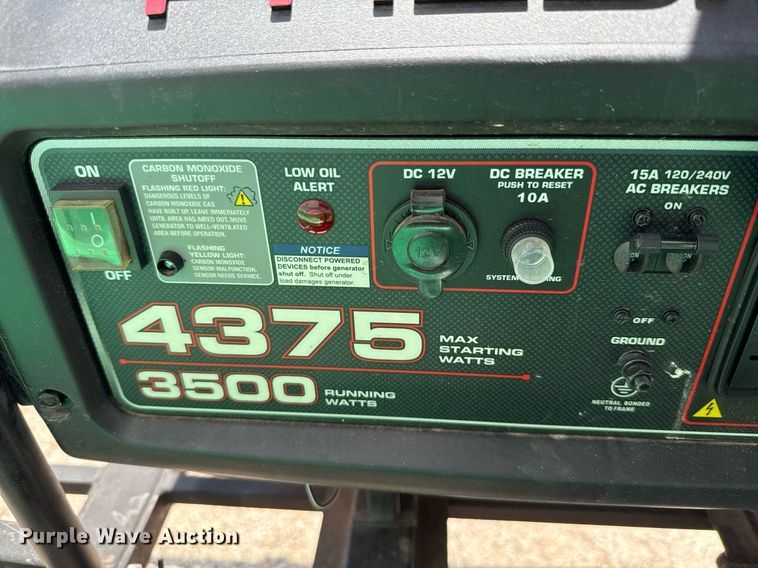 ON
I
O
OFF
CARBON MONOXIDE
SHUTOFF
FLASHING RED LIGHT:
DANGEROUS LEVELS OF
CARBON MONOXIDE GAS
HAVE BUILT UP. LEAVE IMMEDIATELY
UNTIL AREA HAS AIRED OUT. MOVE
GENERATOR TO WELL-VENTILATED
AREA BEFORE OPERATION.
FLASHING
YELLOW LIGHT:
CARBON MONOXIDE
SENSOR MALFUNCTION.
SENSOR NEEDS SERVICE.
LOW OIL
ALERT
NOTICE
DISCONNECT POWERED
DEVICES before generator
shut off. Shut off under
load damages generator.
DC 12V
12V
DC BREAKER
PUSH TO RESET
10A
15A 120/240V
AC BREAKERS
ON
OFF
GROUND
NEUTRAL BONDED
TO FRAME
4375
MAX
STARTING
WATTS
3500
RUNNING
WATTS
Purple Wave Auction